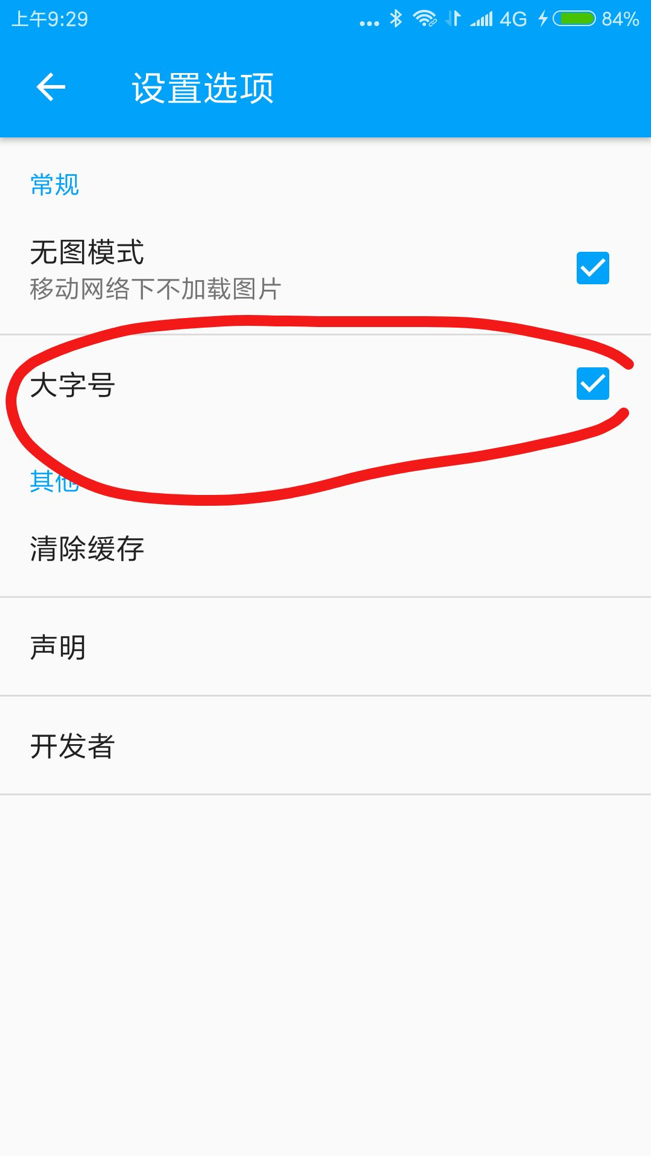 上午9:29
... 4G 84%
设置选项
常规
无图模式
移动网络下不加载图片
大字号
其他
清除缓存
声明
开发者